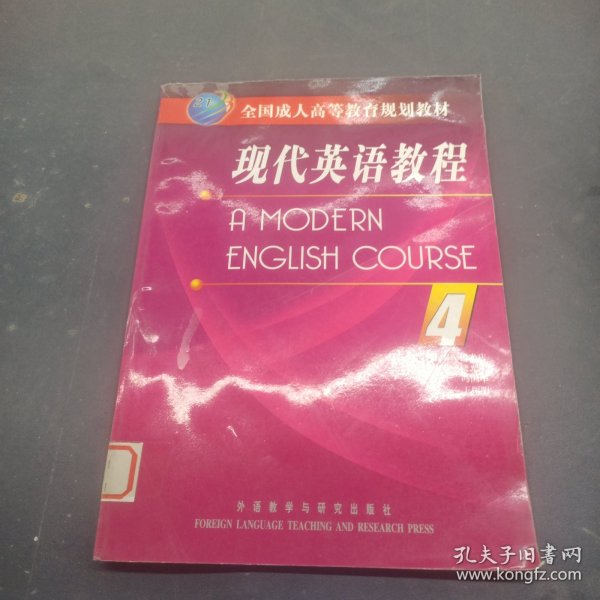 21
全国成人高等教育规划教材
现代英语教程
A MODERN
ENGLISH COURSE
4
外语教学与研究出版社
FOREIGN LANGUAGE TEACHING AND RESEARCH PRESS
孔夫子旧书网
www.kongfz.com